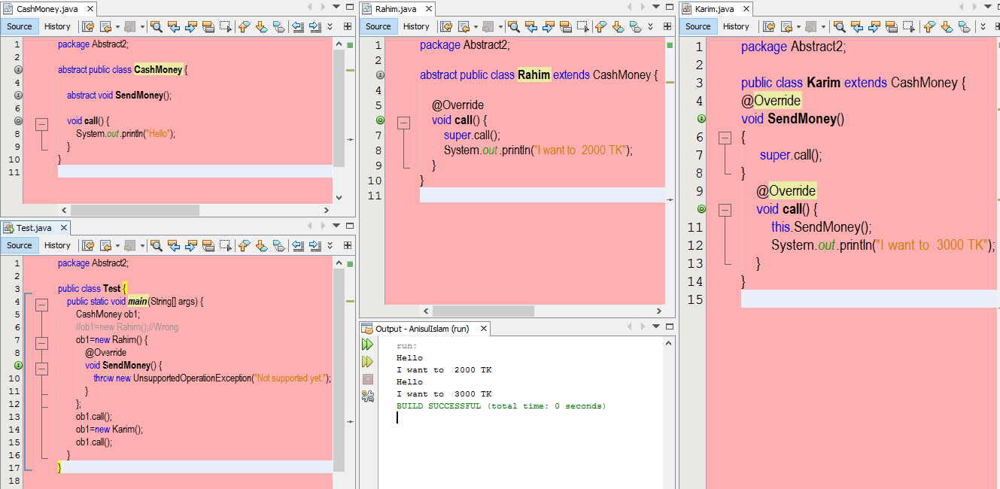 CashMoney.java
Source History
1 package Abstract2;
2
abstract public class CashMoney {
4
abstract void SendMoney();
6
void call() {
8 System.out.println("Hello");
9 }
10 }
11
Test.java
Source History
1 package Abstract2;
2
3 public class Test {
4 public static void main(String[] args) {
5 CashMoney ob1;
6 //ob1=new Rahim();//Wrong
7 ob1=new Rahim() {
8 @Override
void SendMoney() {
10 throw new UnsupportedOperationException("Not supported yet.");
11 }
12 };
13 ob1.call();
14 ob1=new Karim();
15 ob1.call();
16 }
17 }
18
Rahim.java
Source History
1 package Abstract2;
2
abstract public class Rahim extends CashMoney {
4
5 @Override
void call() {
7 super.call();
8 System.out.println("I want to  2000 TK");
9 }
10 }
11
Output - AnisulIslam (run)
run:
Hello
I want to  2000 TK
Hello
I want to  3000 TK
BUILD SUCCESSFUL (total time: 0 seconds)
Karim.java
Source History
1 package Abstract2;
2
3 public class Karim extends CashMoney {
4 @Override
void SendMoney()
6 {
7 super.call();
8 }
9 @Override
void call() {
11 this.SendMoney();
12 System.out.println("I want to  3000 TK");
13 }
14 }
15